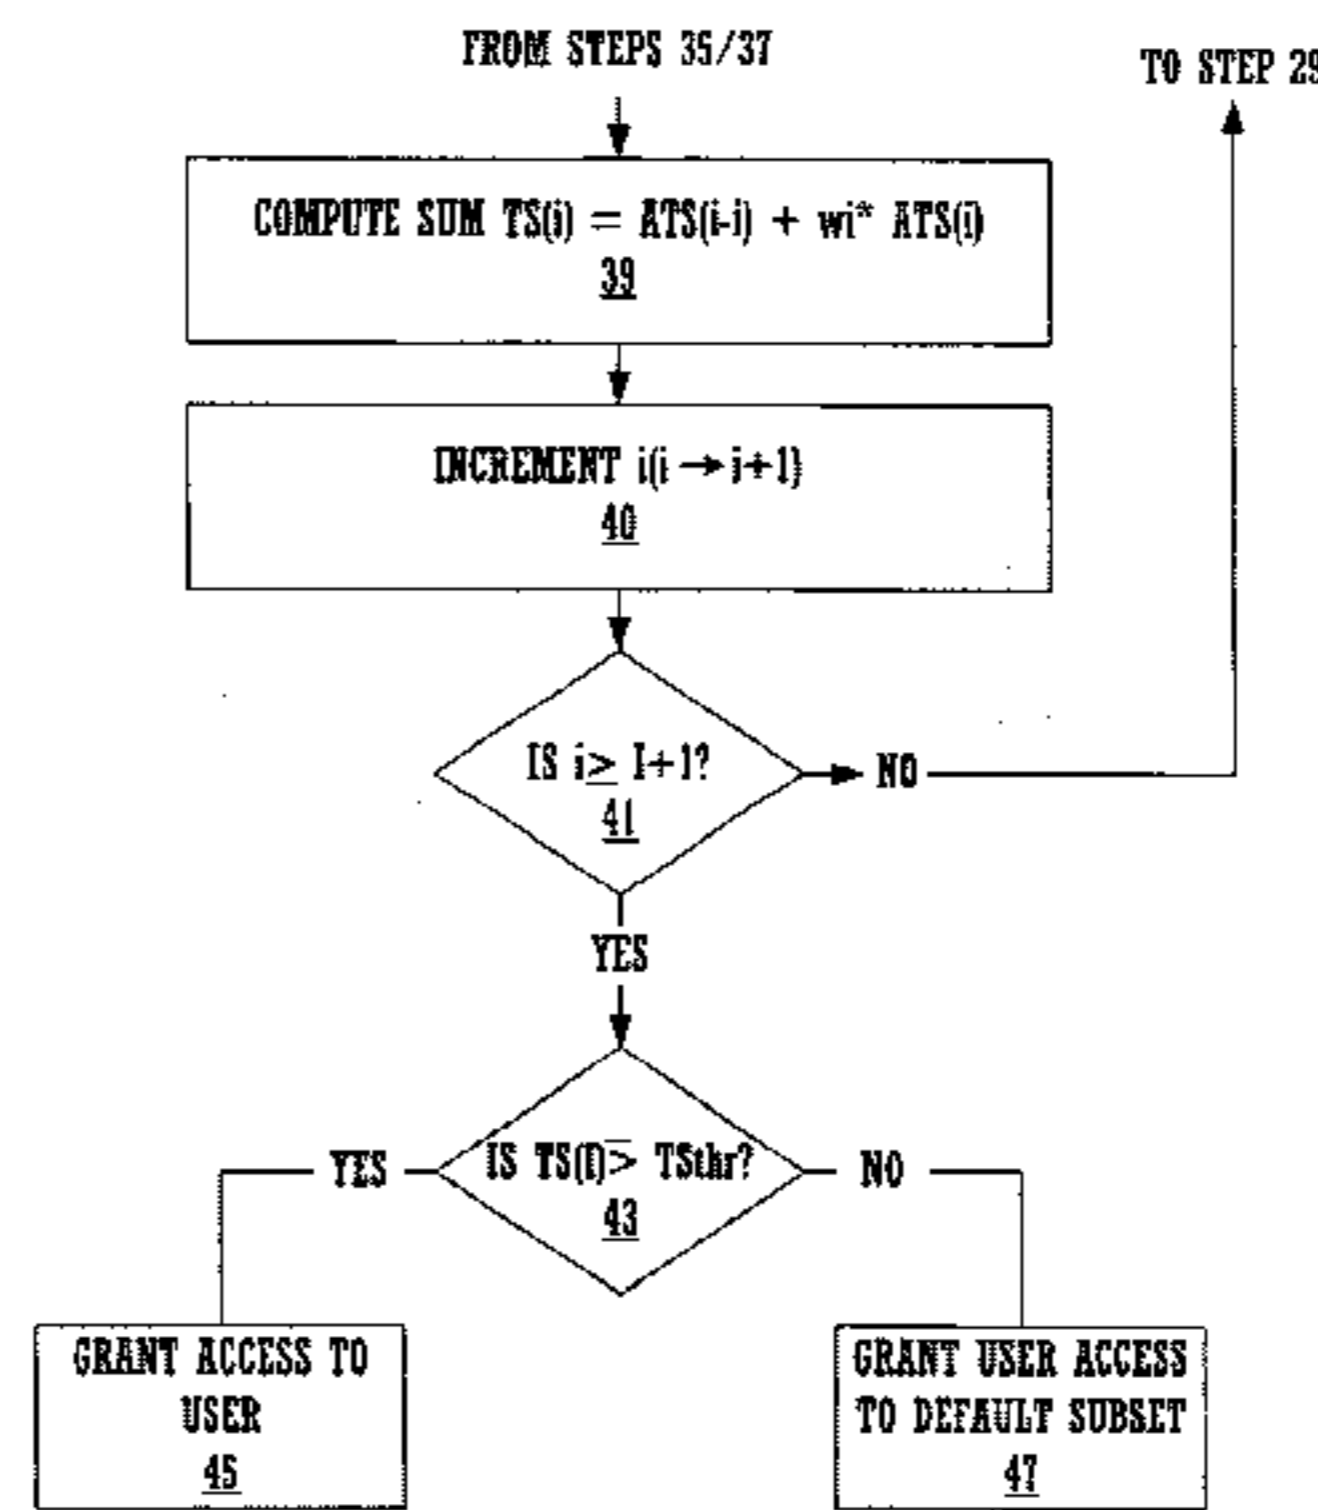 FROM STEPS 35/37
TO STEP 29
COMPUTE SUM TS(i) = ATS(i-i) + wi* ATS(i)
39
INCREMENT i(i → i+1)
40
IS i≥ I+1?
41
NO
YES
IS TS(I)≥ TSthr?
43
YES
NO
GRANT ACCESS TO
USER
45
GRANT USER ACCESS
TO DEFAULT SUBSET
47